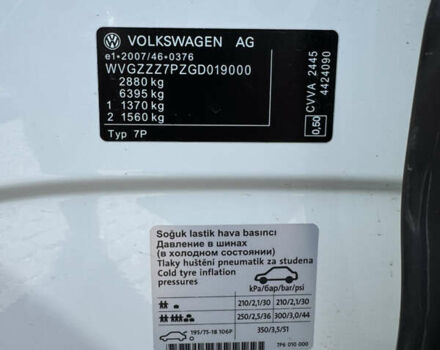 VOLKSWAGEN AG
e1*2007/46*0376
WVGZZZ7PZGD019000
2880 kg
6395 kg
1 1370 kg
2 1560 kg
Typ 7P
CVVA 2445
4424090
0,50
Soğuk lastik hava basıncı
Давление в шинах
(в холодном состоянии)
Tlaky huštění pneumatik za studena
Cold tyre inflation
pressures
kPa/бар/bar/psi
210/2,1/30 210/2,1/30
250/2,5/36 300/3,0/44
195/75-18 106P 350/3,5/51
7P6 010 000